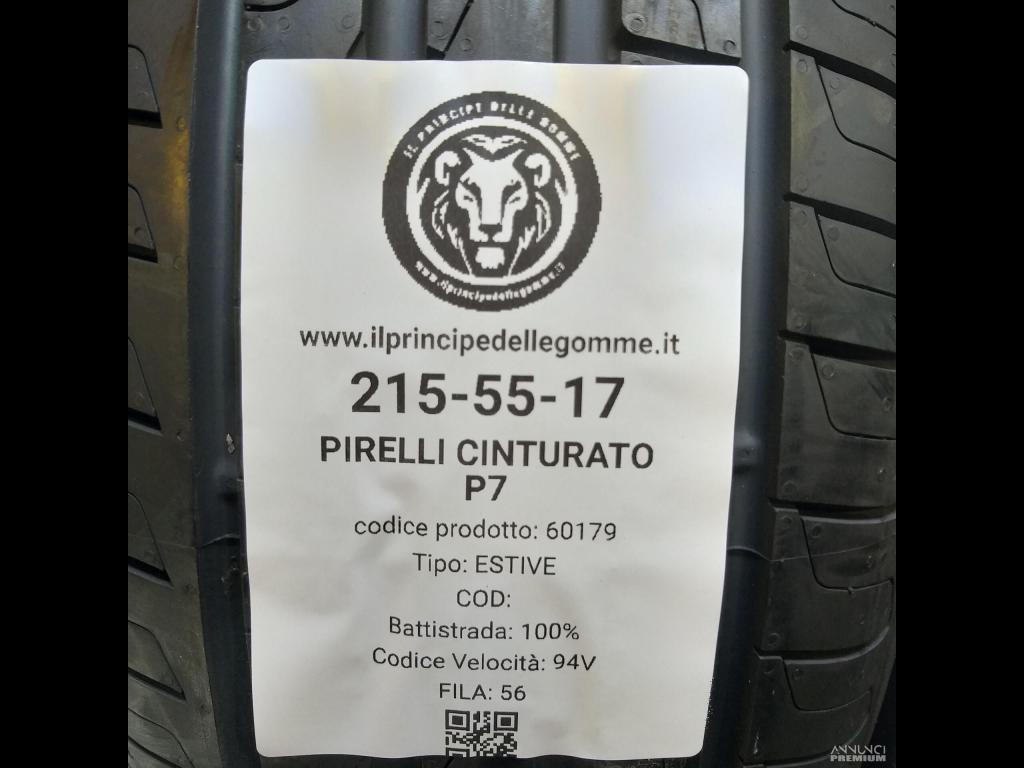 IL PRINCIPE DELLE GOMME
www.ilprincipedellegomme.it
www.ilprincipedellegomme.it
215-55-17
PIRELLI CINTURATO
P7
codice prodotto: 60179
Tipo: ESTIVE
COD:
Battistrada: 100%
Codice Velocità: 94V
FILA: 56
ANNUNCI
PREMIUM